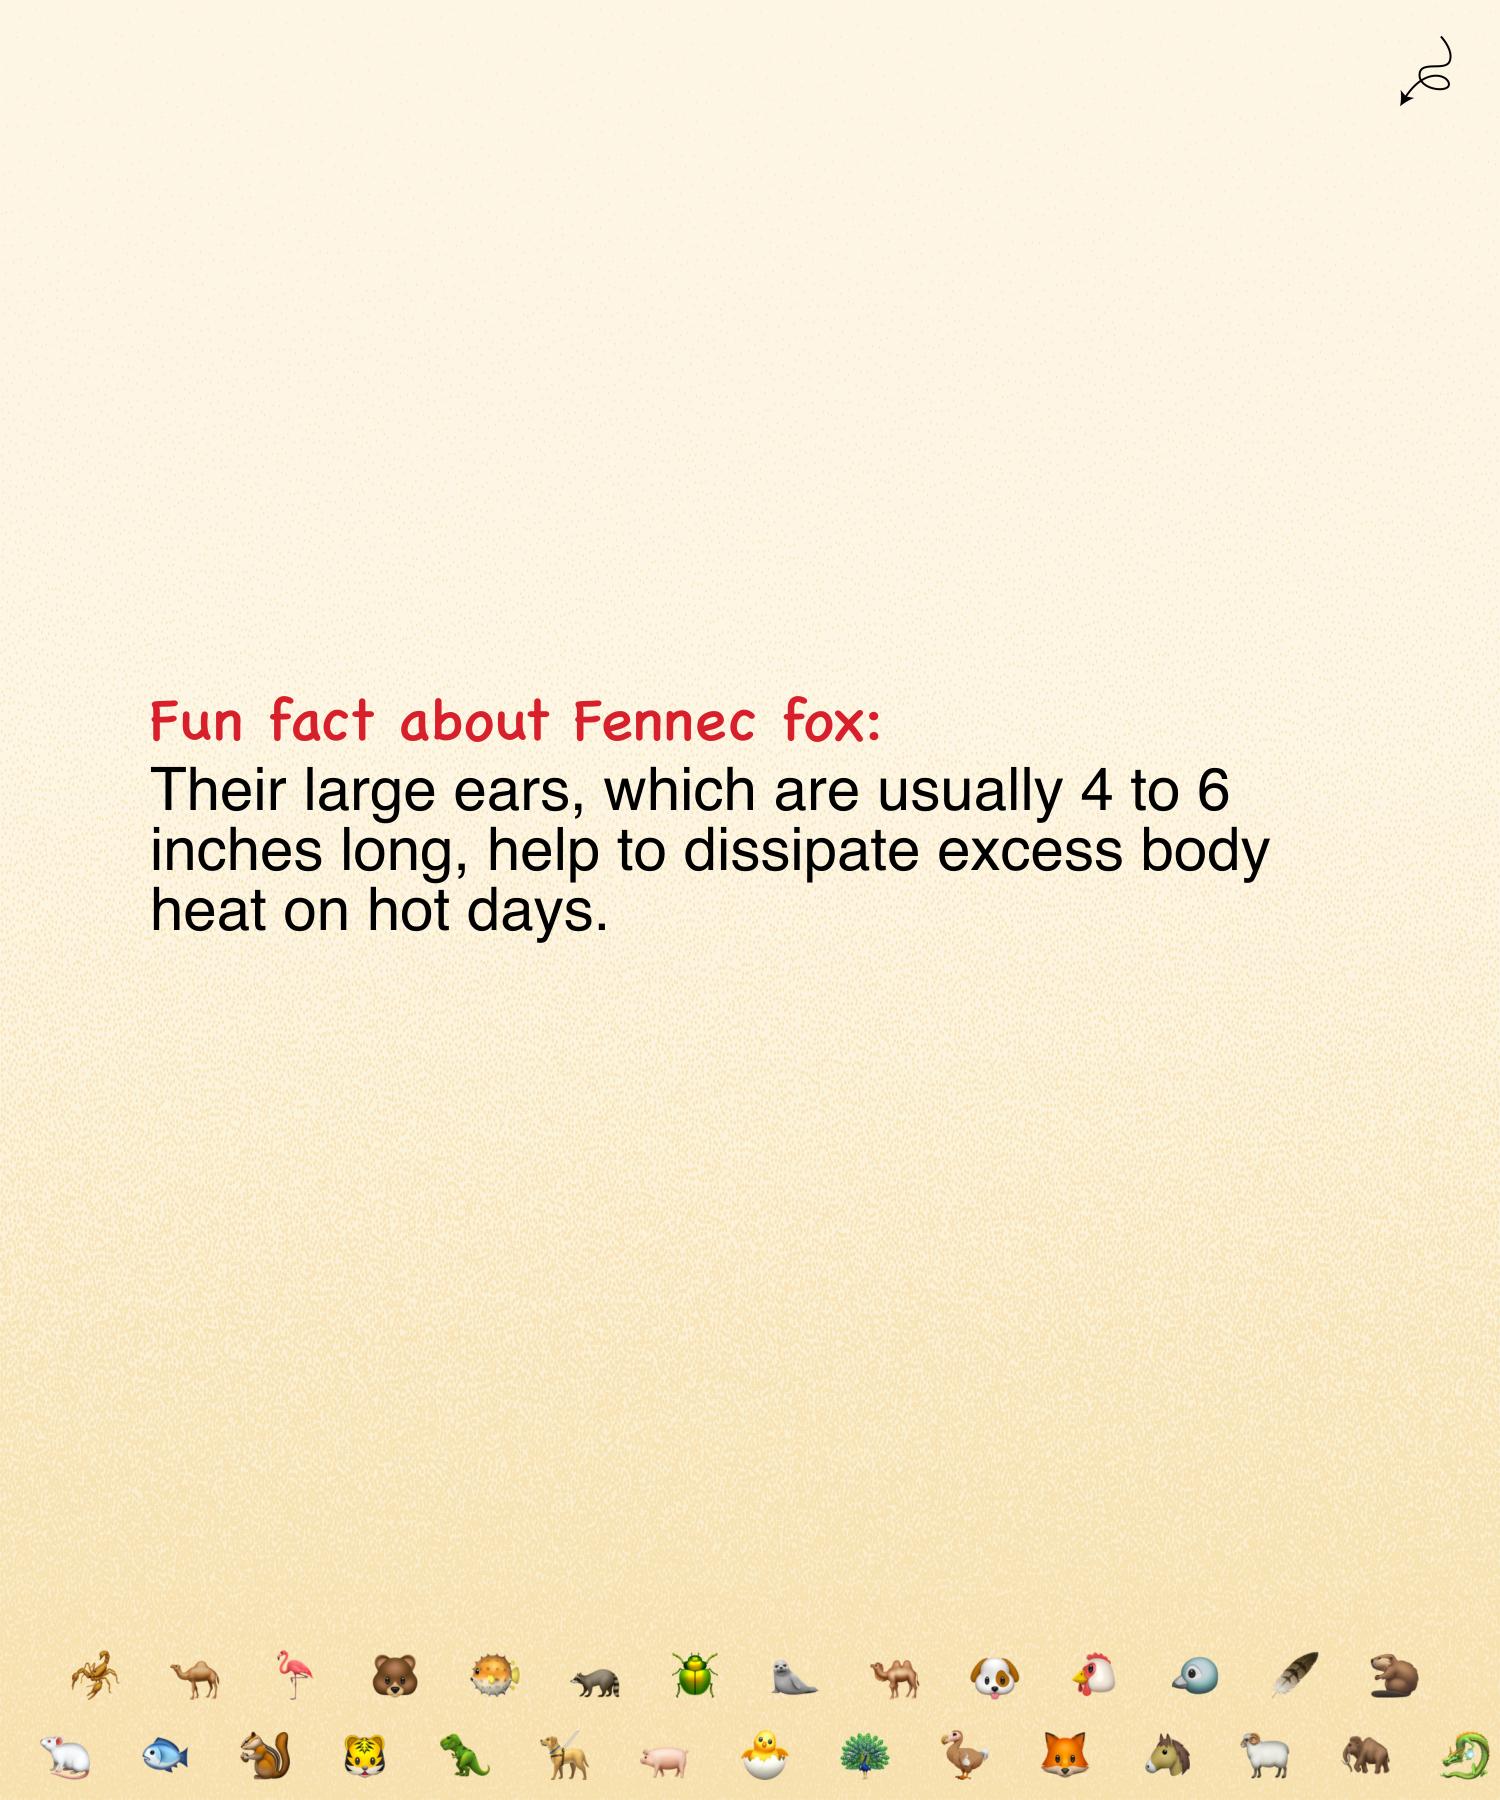 Fun fact about Fennec fox:
Their large ears, which are usually 4 to 6
inches long, help to dissipate excess body
heat on hot days.